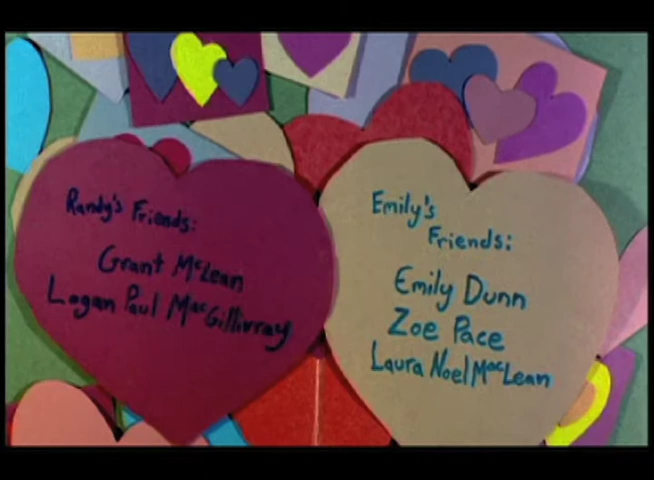 Randy's Friends:
Grant McLean
Logan Paul MacGillivray
Emily's
Friends:
Emily Dunn
Zoe Pace
Laura Noel MacLean